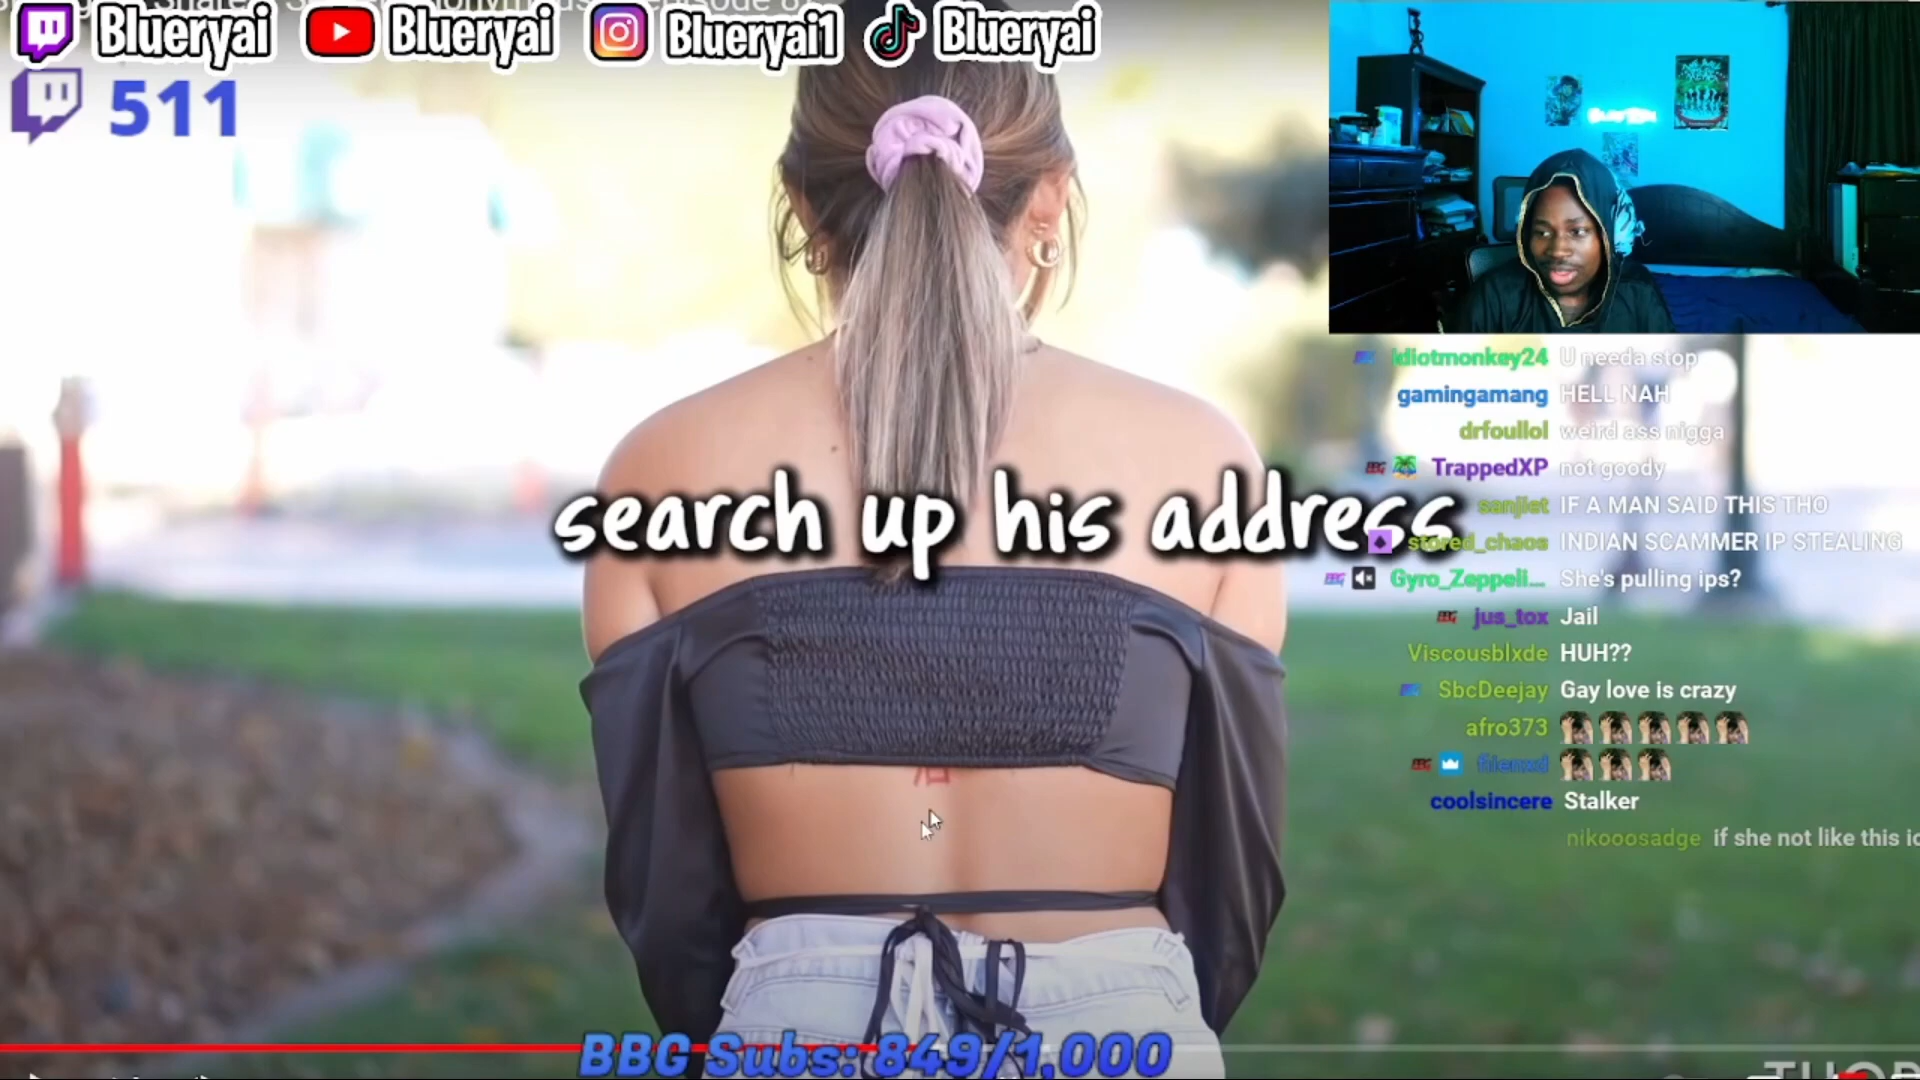 Blueryai Blueryai Blueryai1 Blueryai
511
search up his address
Idiotmonkey24 U needa stop
gamingamang HELL NAH
drfoullol weird ass nigga
TrappedXP not goody
sanjiet IF A MAN SAID THIS THO
stored_chaos INDIAN SCAMMER IP STEALING
Gyro_Zeppeli... She's pulling ips?
jus_tox Jail
Viscousblxde HUH??
SbcDeejay Gay love is crazy
afro373
coolsincere Stalker
nikooosadge if she not like this
BBG Subs: 849/1,000